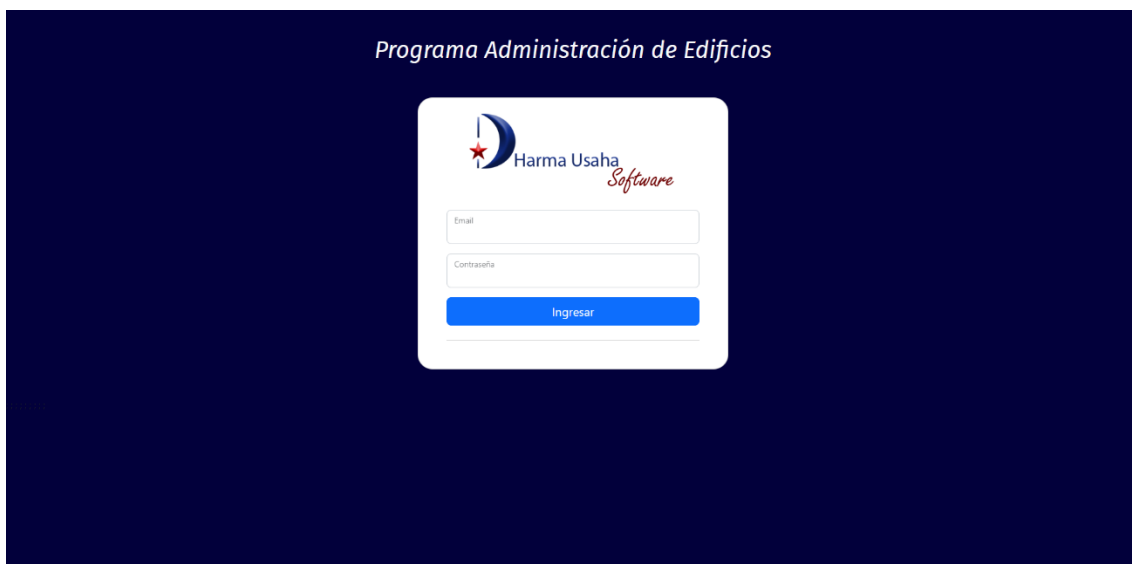 Programa Administración de Edificios
Harma Usaha
Software
Email
Contraseña
Ingresar